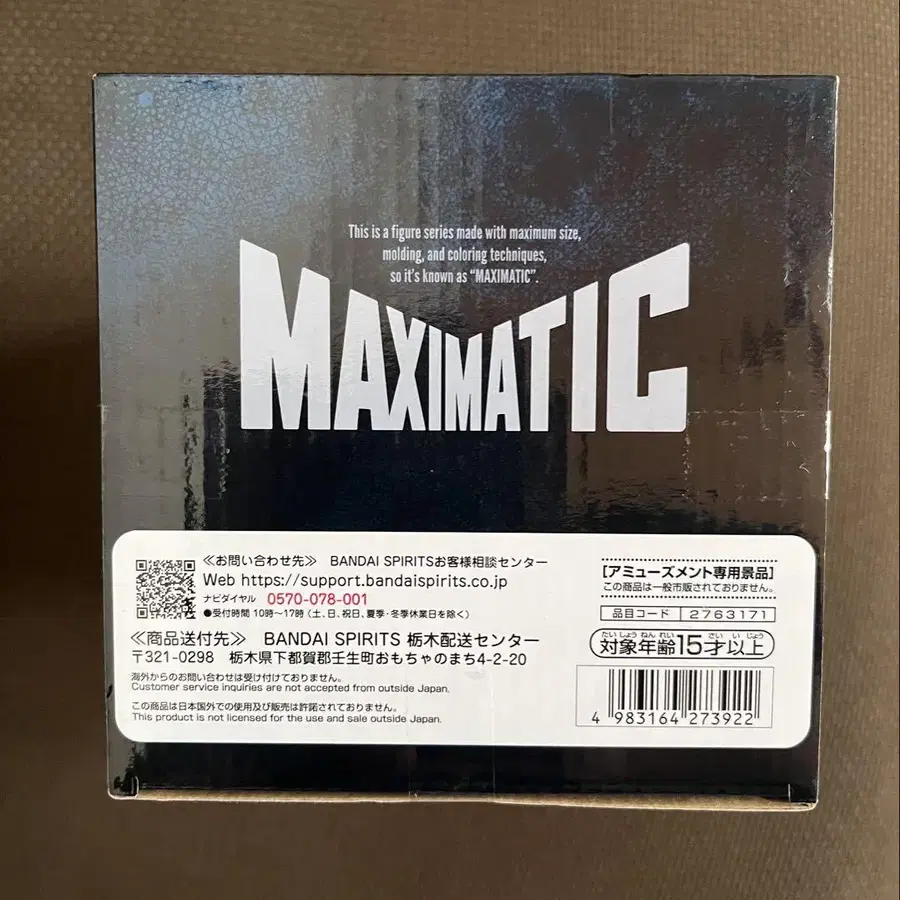 This is a figure series made with maximum size,
molding, and coloring techniques,
so it's known as "MAXIMATIC".
MAXIMATIC
≪お問い合わせ先≫ BANDAI SPIRITSお客様相談センター
Web https://support.bandaispirits.co.jp
ナビダイヤル 0570-078-001
●受付時間 10時～17時(土、日、祝日、夏季・冬季休業日を除く)
≪商品送付先≫ BANDAI SPIRITS 栃木配送センター
〒321-0298 栃木県下都賀郡壬生町おもちゃのまち4-2-20
海外からのお問い合わせは受け付けておりません。
Customer service inquiries are not accepted from outside Japan.
この商品は日本国外での使用及び販売は許諾されておりません。
This product is not licensed for the use and sale outside Japan.
[アミューズメント専用景品]
この商品は一般市販されておりません。
品目コード 2763171
たいしょうねんれい さいいじょう
対象年齢15才以上
4 983164 273922